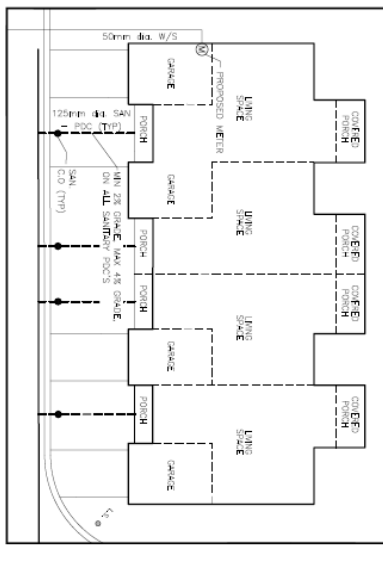 50mm dia. W/S
M
GARAGE
PROPOSED METER
LIVING
SPACE
COVERED
PORCH
125mm dia. SAN
PDC (TYP)
PORCH
SAN.
C.O (TYP)
MIN 2% GRADE, MAX 4% GRADE,
ON ALL SANITARY PDC'S
GARAGE
LIVING
SPACE
PORCH
COVERED
PORCH
PORCH
COVERED
PORCH
LIVING
SPACE
GARAGE
PORCH
COVERED
PORCH
LIVING
SPACE
GARAGE